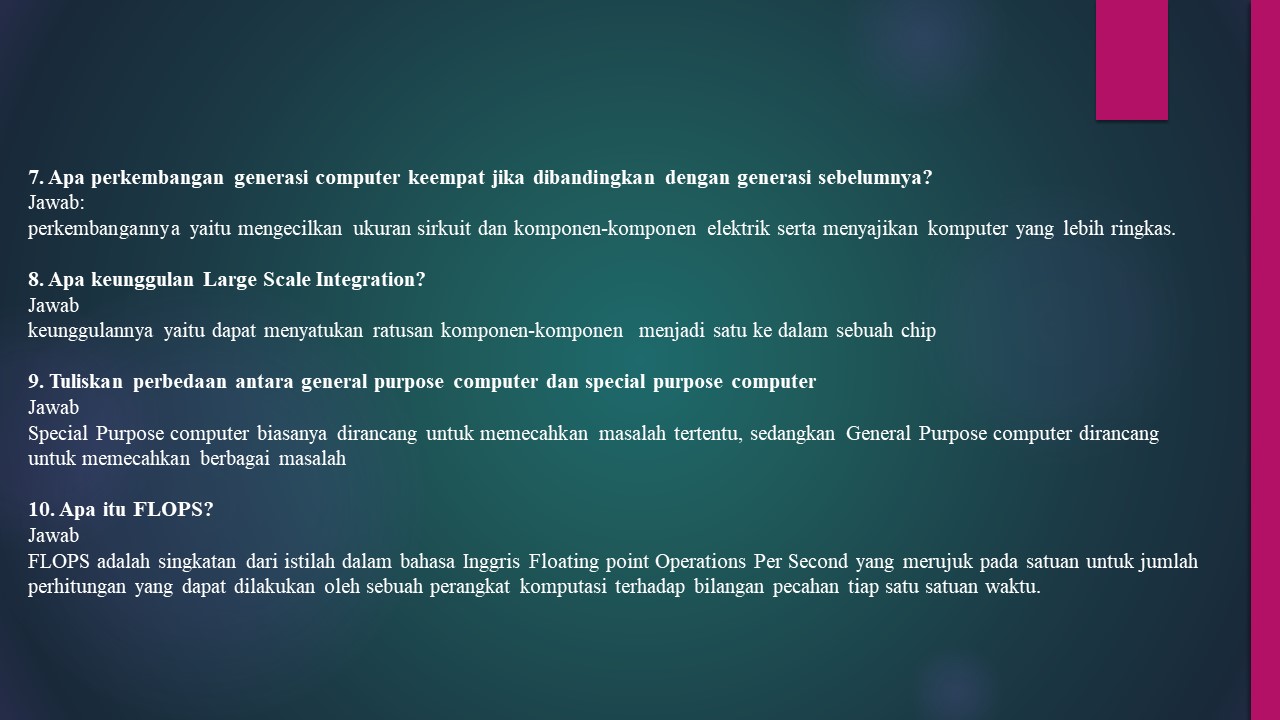 7. Apa perkembangan generasi computer keempat jika dibandingkan dengan generasi sebelumnya?
Jawab:
perkembangannya yaitu mengecilkan ukuran sirkuit dan komponen-komponen elektrik serta menyajikan komputer yang lebih ringkas.
8. Apa keunggulan Large Scale Integration?
Jawab
keunggulannya yaitu dapat menyatukan ratusan komponen-komponen menjadi satu ke dalam sebuah chip
9. Tuliskan perbedaan antara general purpose computer dan special purpose computer
Jawab
Special Purpose computer biasanya dirancang untuk memecahkan masalah tertentu, sedangkan General Purpose computer dirancang
untuk memecahkan berbagai masalah
10. Apa itu FLOPS?
Jawab
FLOPS adalah singkatan dari istilah dalam bahasa Inggris Floating point Operations Per Second yang merujuk pada satuan untuk jumlah
perhitungan yang dapat dilakukan oleh sebuah perangkat komputasi terhadap bilangan pecahan tiap satu satuan waktu.